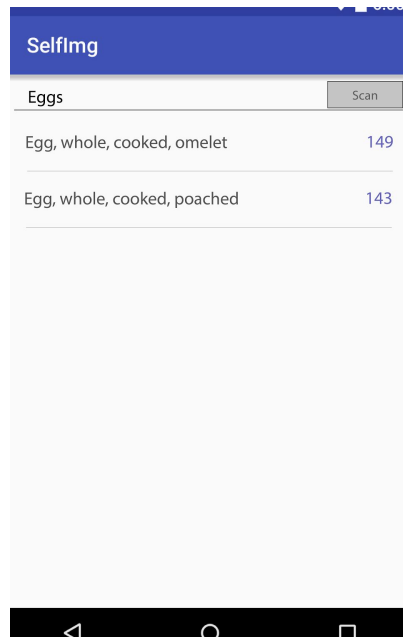 SelfImg
Eggs Scan
Egg, whole, cooked, omelet 149
Egg, whole, cooked, poached 143